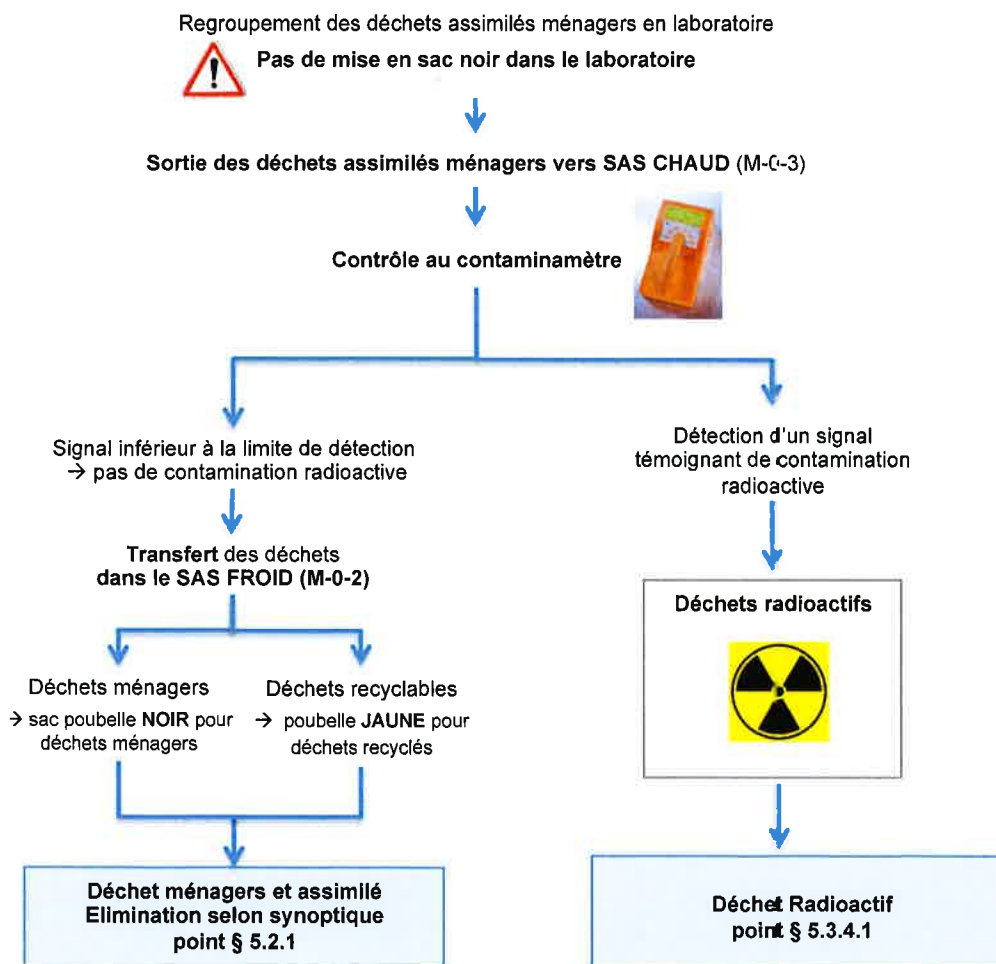 Regroupement des déchets assimilés ménagers en laboratoire
Pas de mise en sac noir dans le laboratoire
Sortie des déchets assimilés ménagers vers SAS CHAUD (M-0-3)
Contrôle au contaminamètre
Signal inférieur à la limite de détection
→ pas de contamination radioactive
Transfert des déchets
dans le SAS FROID (M-0-2)
Déchets ménagers
→ sac poubelle NOIR pour
déchets ménagers
Déchets recyclables
→ poubelle JAUNE pour
déchets recyclés
Déchet ménagers et assimilé
Elimination selon synoptique
point § 5.2.1
Détection d'un signal
témoignant de contamination
radioactive
Déchets radioactifs
Déchet Radioactif
point § 5.3.4.1